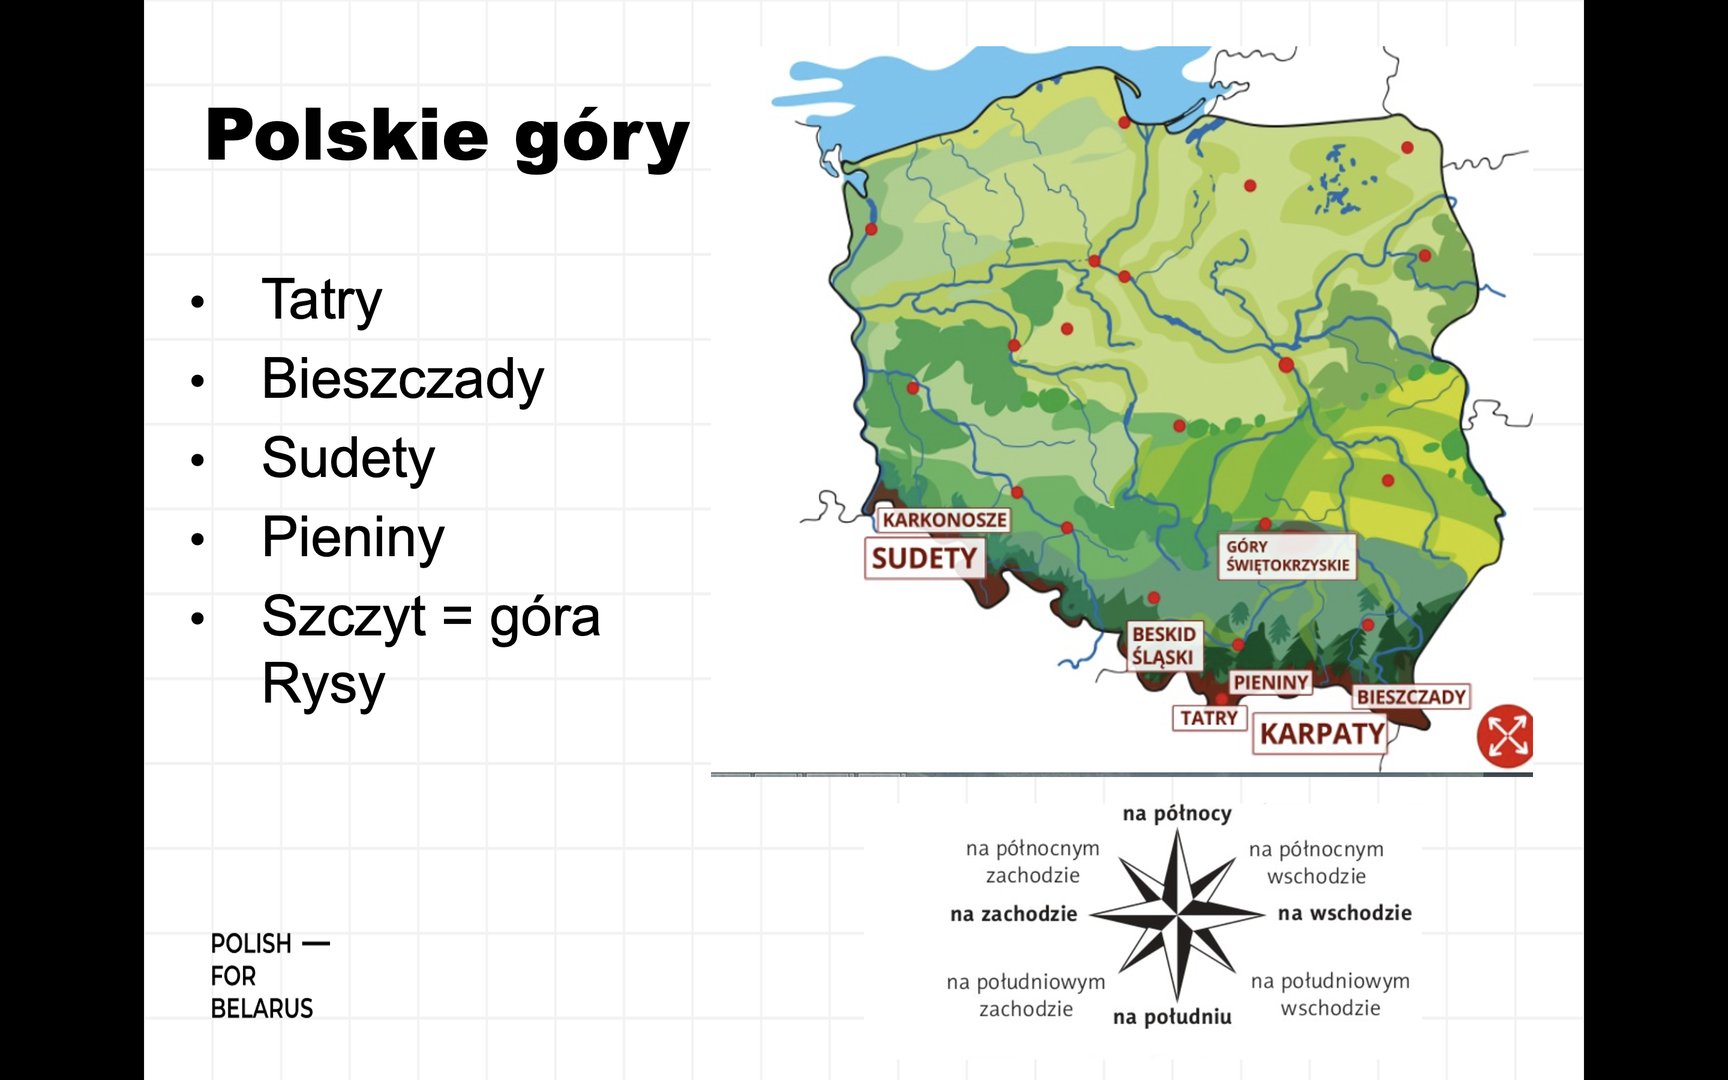 Polskie góry
• Tatry
• Bieszczady
• Sudety
• Pieniny
• Szczyt = góra
Rysy
POLISH —
FOR
BELARUS
KARKONOSZE
SUDETY
GÓRY
ŚWIĘTOKRZYSKIE
BESKID
ŚLĄSKI
PIENINY
TATRY
BIESZCZADY
KARPATY
na północy
na północnym
zachodzie
na północnym
wschodzie
na zachodzie
na wschodzie
na południowym
zachodzie
na południowym
wschodzie
na południu